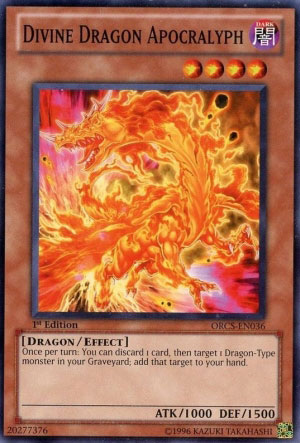 DIVINE DRAGON APOCRALYPH
DARK
闇
1st Edition
ORCS-EN036
[DRAGON/EFFECT]
Once per turn: You can discard 1 card, then target 1 Dragon-Type
monster in your Graveyard; add that target to your hand.
ATK/1000 DEF/1500
20277376
©1996 KAZUKI TAKAHASHI